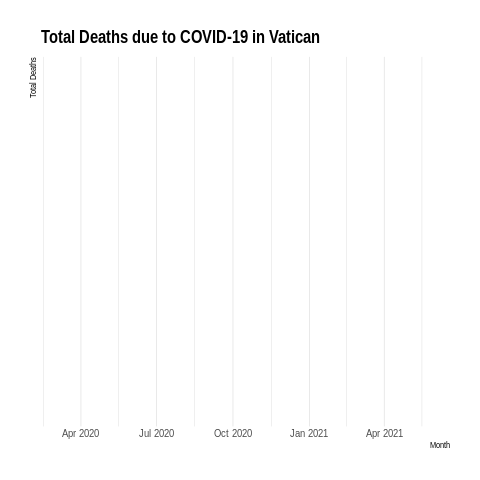 Total Deaths due to COVID-19 in Vatican
Total Deaths
Apr 2020 Jul 2020 Oct 2020 Jan 2021 Apr 2021
Month